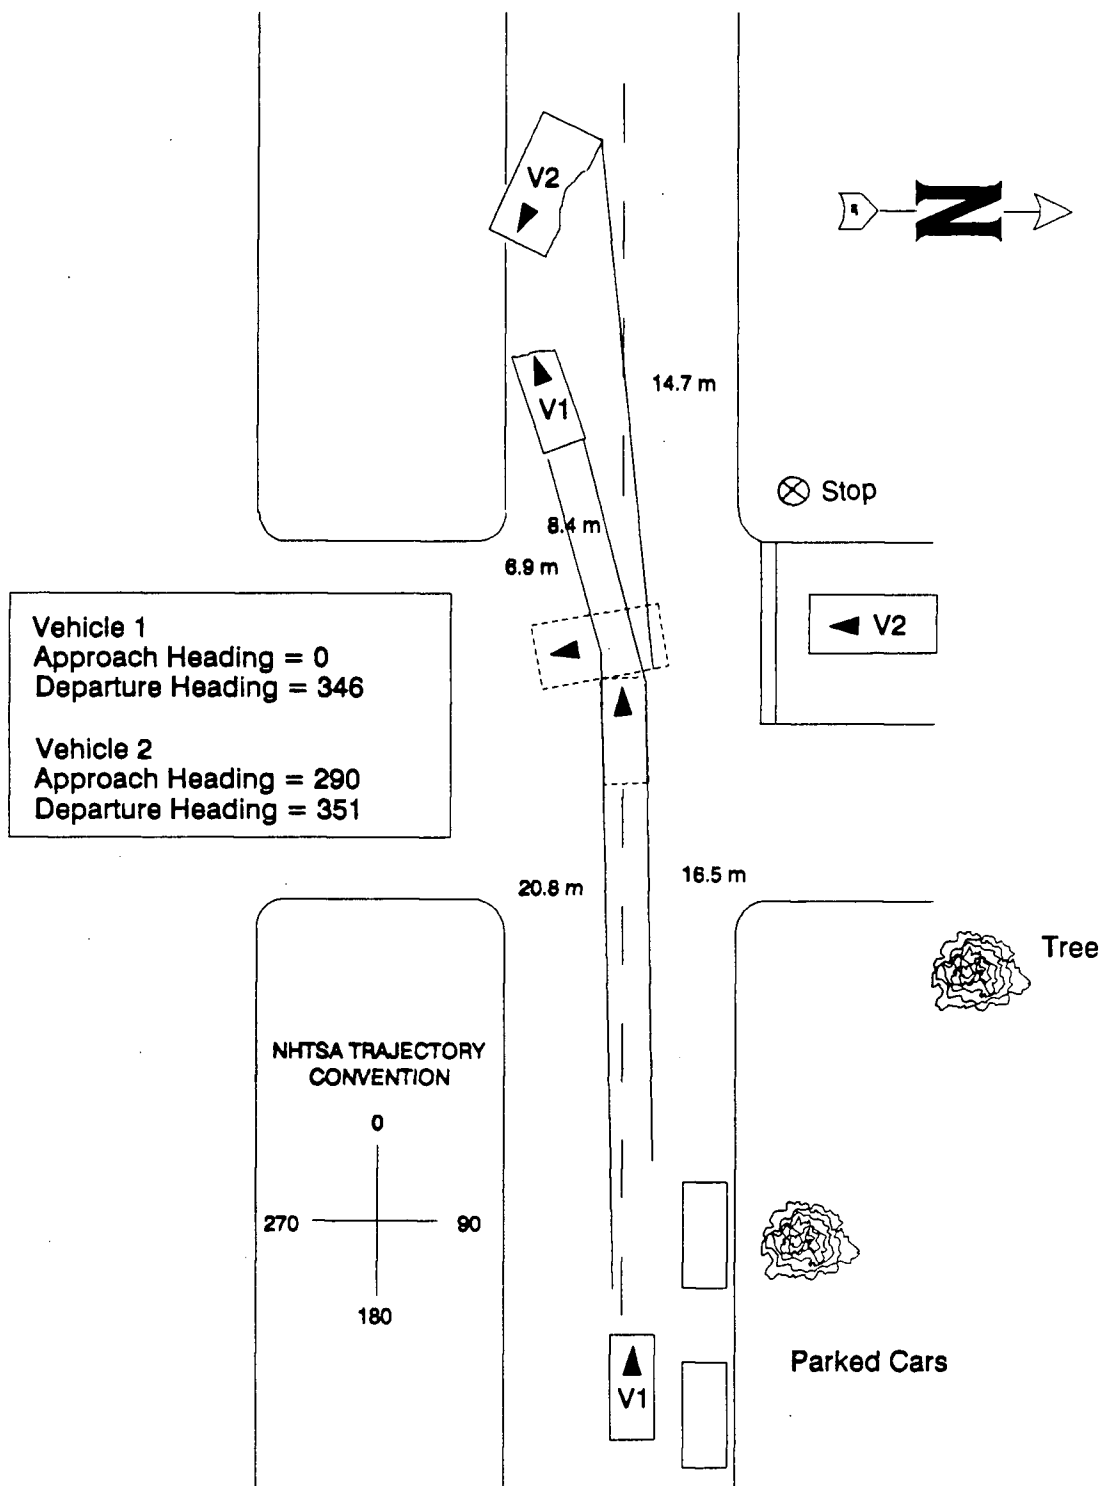 V2
N
V1
14.7 m
Stop
8.4 m
6.9 m
V2
Vehicle 1
Approach Heading = 0
Departure Heading = 346
Vehicle 2
Approach Heading = 290
Departure Heading = 351
20.8 m
16.5 m
Tree
NHTSA TRAJECTORY
CONVENTION
0
270
90
180
Parked Cars
V1